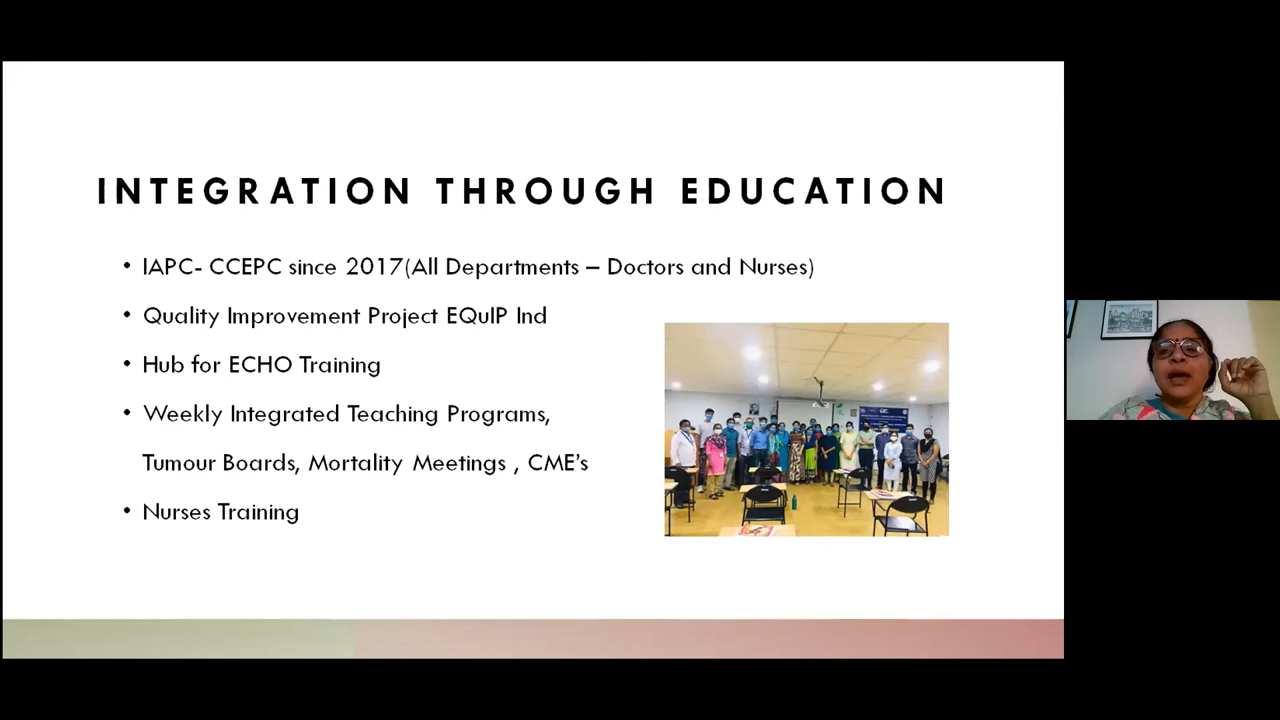 INTEGRATION THROUGH EDUCATION
• IAPC- CCEPC since 2017(All Departments – Doctors and Nurses)
• Quality Improvement Project EQuIP Ind
• Hub for ECHO Training
• Weekly Integrated Teaching Programs,
Tumour Boards, Mortality Meetings , CME's
• Nurses Training